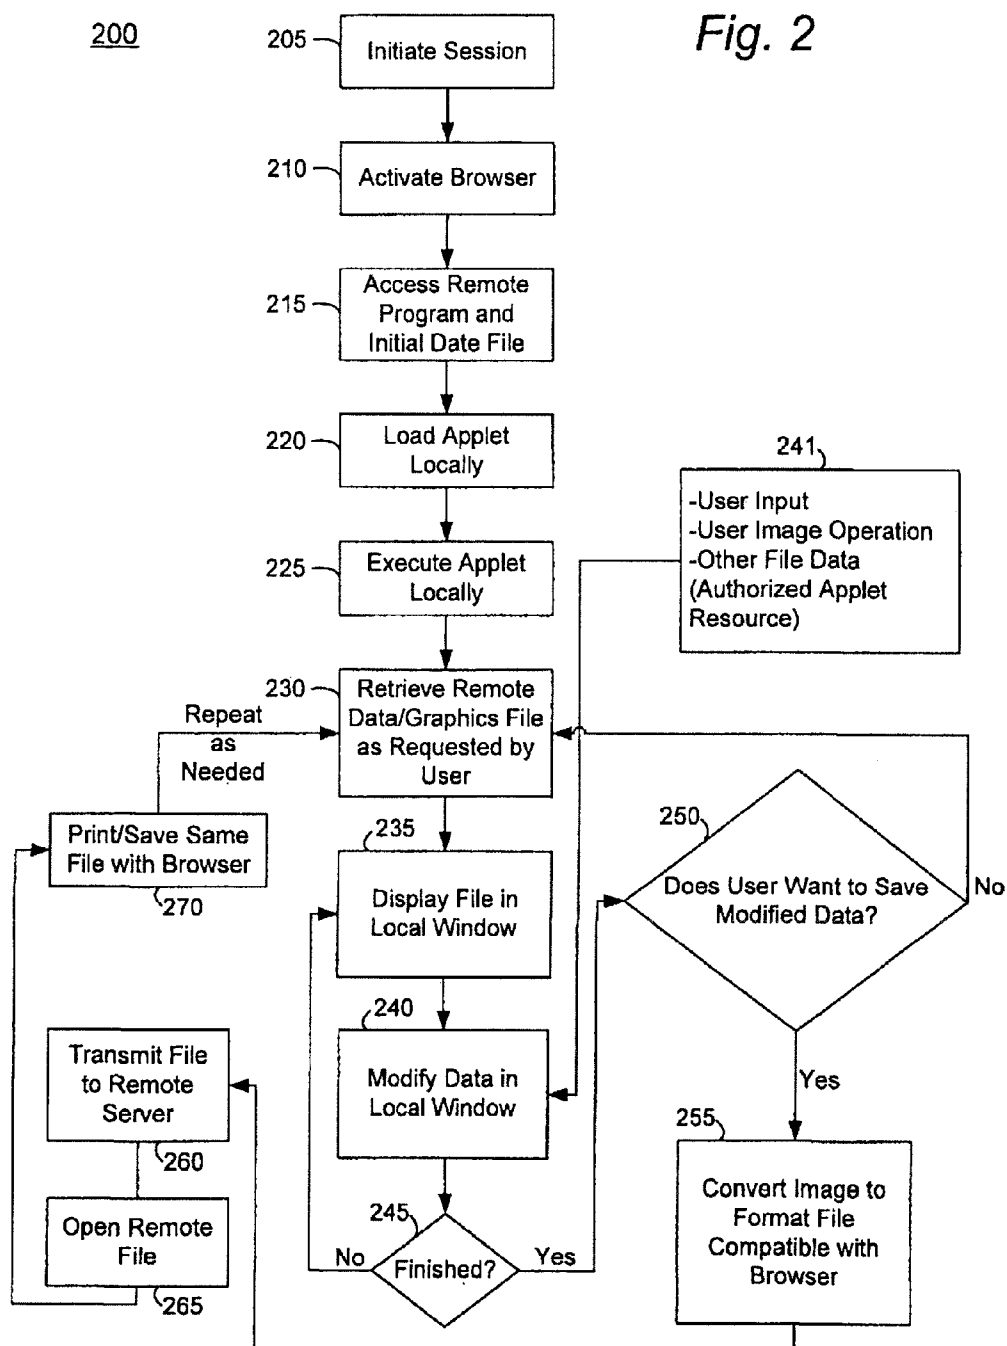 200
Fig. 2
205
Initiate Session
210
Activate Browser
215
Access Remote
Program and
Initial Date File
220
Load Applet
Locally
225
Execute Applet
Locally
241
-User Input
-User Image Operation
-Other File Data
(Authorized Applet
Resource)
230
Retrieve Remote
Data/Graphics File
as Requested by
User
Repeat
as
Needed
Print/Save Same
File with Browser
270
235
Display File in
Local Window
250
Does User Want to Save
Modified Data?
No
240
Modify Data in
Local Window
Yes
Transmit File
to Remote
Server
260
Open Remote
File
265
245
No
Finished?
Yes
255
Convert Image to
Format File
Compatible with
Browser